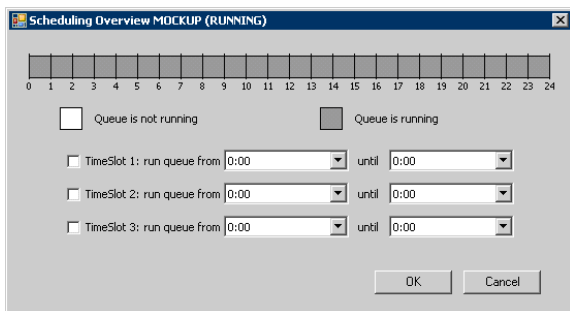 Scheduling Overview MOCKUP (RUNNING)
0 1 2 3 4 5 6 7 8 9 10 11 12 13 14 15 16 17 18 19 20 21 22 23 24
Queue is not running Queue is running
TimeSlot 1: run queue from 0:00 until 0:00
TimeSlot 2: run queue from 0:00 until 0:00
TimeSlot 3: run queue from 0:00 until 0:00
OK Cancel